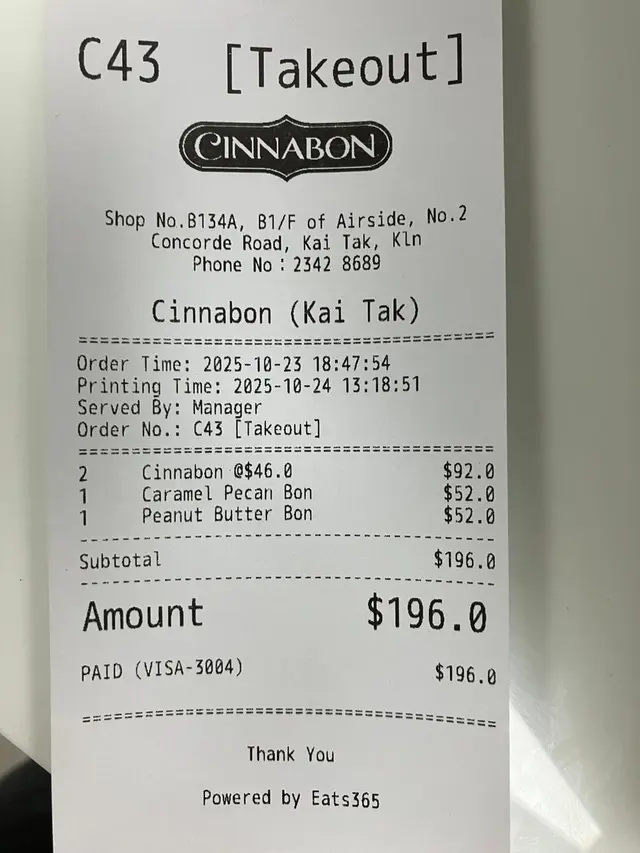 C43 [Takeout]
CINNABON
Shop No.B134A, B1/F of Airside, No.2
Concorde Road, Kai Tak, Kln
Phone No : 2342 8689
Cinnabon (Kai Tak)
==========================================
Order Time: 2025-10-23 18:47:54
Printing Time: 2025-10-24 13:18:51
Served By: Manager
Order No.: C43 [Takeout]
==========================================
2 Cinnabon @$46.0 $92.0
1 Caramel Pecan Bon $52.0
1 Peanut Butter Bon $52.0
------------------------------------------
Subtotal $196.0
------------------------------------------
Amount $196.0
PAID (VISA-3004) $196.0
==========================================
Thank You
Powered by Eats365